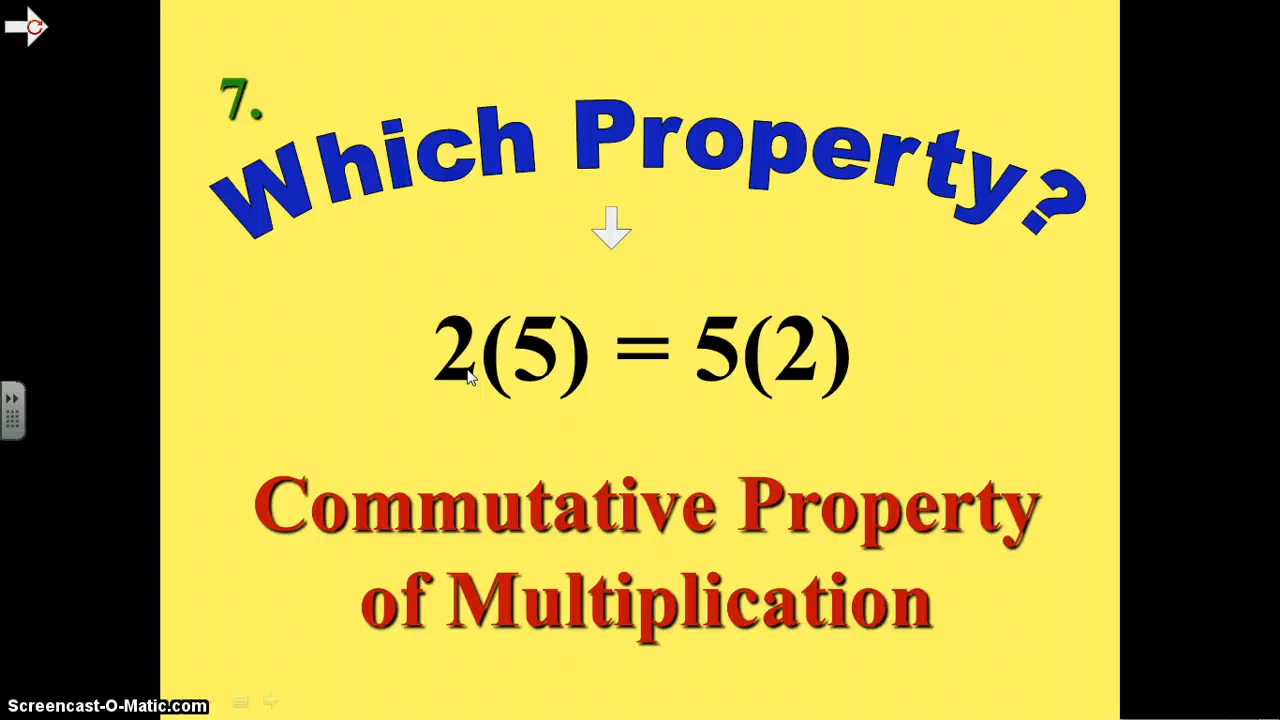 7.
Which Property?
2(5) = 5(2)
Commutative Property
of Multiplication
Screencast-O-Matic.com